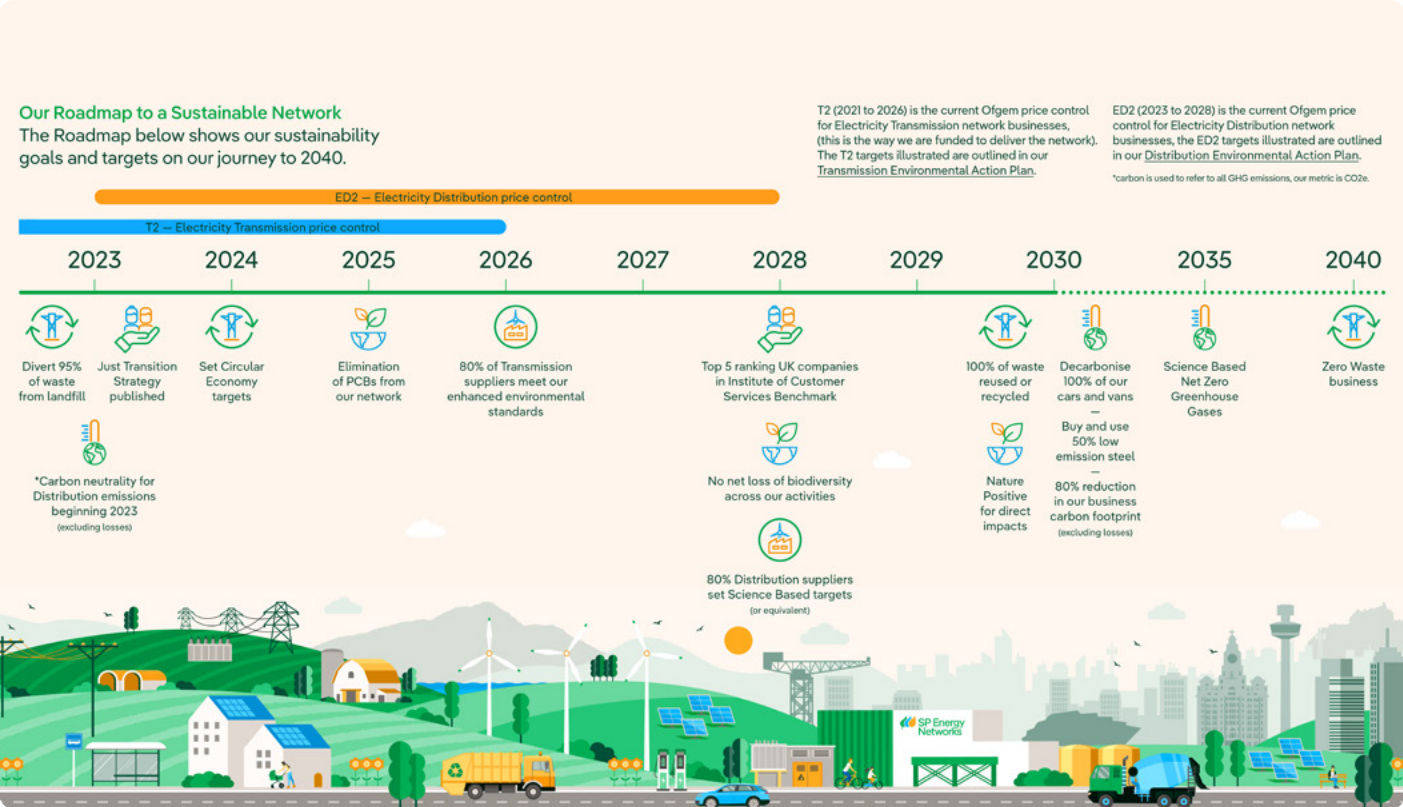 Our Roadmap to a Sustainable Network
The Roadmap below shows our sustainability
goals and targets on our journey to 2040.
T2 (2021 to 2026) is the current Ofgem price control
for Electricity Transmission network businesses,
(this is the way we are funded to deliver the network).
The T2 targets illustrated are outlined in our
Transmission Environmental Action Plan.
ED2 (2023 to 2028) is the current Ofgem price
control for Electricity Distribution network
businesses, the ED2 targets illustrated are outlined
in our Distribution Environmental Action Plan.
*carbon is used to refer to all GHG emissions, our metric is CO2e.
ED2 — Electricity Distribution price control
T2 — Electricity Transmission price control
2023
2024
2025
2026
2027
2028
2029
2030
2035
2040
Divert 95%
of waste
from landfill
Just Transition
Strategy
published
*Carbon neutrality for
Distribution emissions
beginning 2023
(excluding losses)
Set Circular
Economy
targets
Elimination
of PCBs from
our network
80% of Transmission
suppliers meet our
enhanced environmental
standards
Top 5 ranking UK companies
in Institute of Customer
Services Benchmark
No net loss of biodiversity
across our activities
80% Distribution suppliers
set Science Based targets
(or equivalent)
100% of waste
reused or
recycled
Nature
Positive
for direct
impacts
Decarbonise
100% of our
cars and vans
—
Buy and use
50% low
emission steel
—
80% reduction
in our business
carbon footprint
(excluding losses)
Science Based
Net Zero
Greenhouse
Gases
Zero Waste
business
SP Energy
Networks